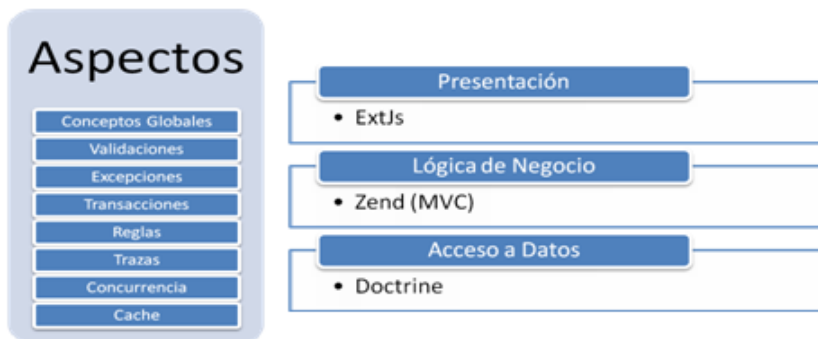 Aspectos
Conceptos Globales
Validaciones
Excepciones
Transacciones
Reglas
Trazas
Concurrencia
Cache
Presentación
• ExtJs
Lógica de Negocio
• Zend (MVC)
Acceso a Datos
• Doctrine